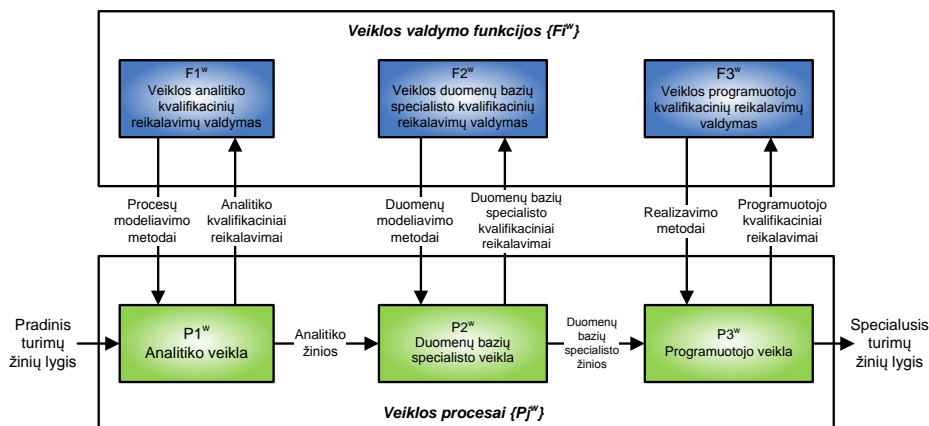 Veiklos valdymo funkcijos {Fiʷ}
F1ʷ
Veiklos analitiko
kvalifikacinių
reikalavimų valdymas
F2ʷ
Veiklos duomenų bazių
specialisto kvalifikacinių
reikalavimų valdymas
F3ʷ
Veiklos programuotojo
kvalifikacinių reikalavimų
valdymas
Procesų
modeliavimo
metodai
Analitiko
kvalifikaciniai
reikalavimai
Duomenų
modeliavimo
metodai
Duomenų bazių
specialisto
kvalifikaciniai
reikalavimai
Realizavimo
metodai
Programuotojo
kvalifikaciniai
reikalavimai
Pradinis
turimų
žinių lygis
P1ʷ
Analitiko veikla
Analitiko
žinios
P2ʷ
Duomenų bazių
specialisto veikla
Duomenų
bazių
specialisto
žinios
P3ʷ
Programuotojo veikla
Specialusis
turimų
žinių lygis
Veiklos procesai {Pjʷ}